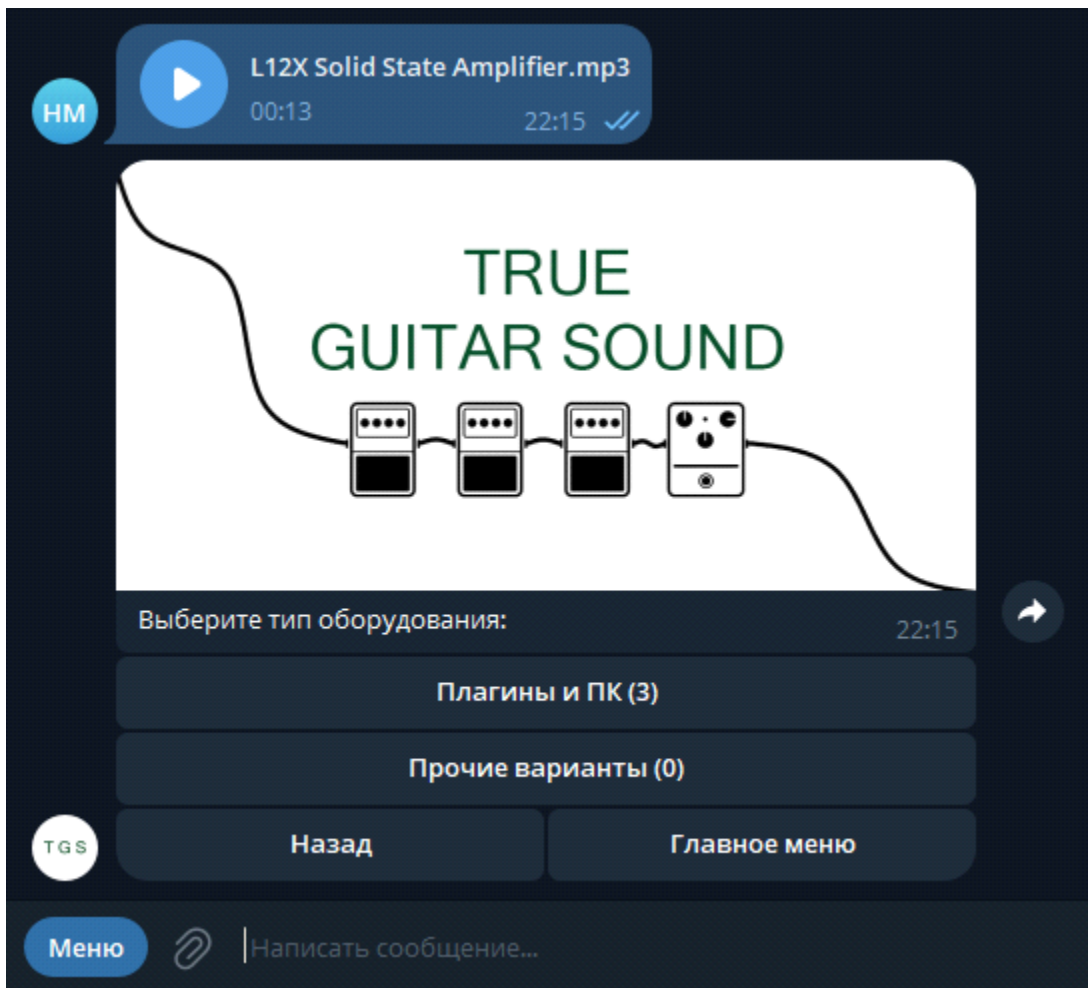 L12X Solid State Amplifier.mp3
HM
00:13
22:15
TRUE
GUITAR SOUND
Выберите тип оборудования:
22:15
Плагины и ПК (3)
Прочие варианты (0)
TGS
Назад
Главное меню
Меню
Написать сообщение...